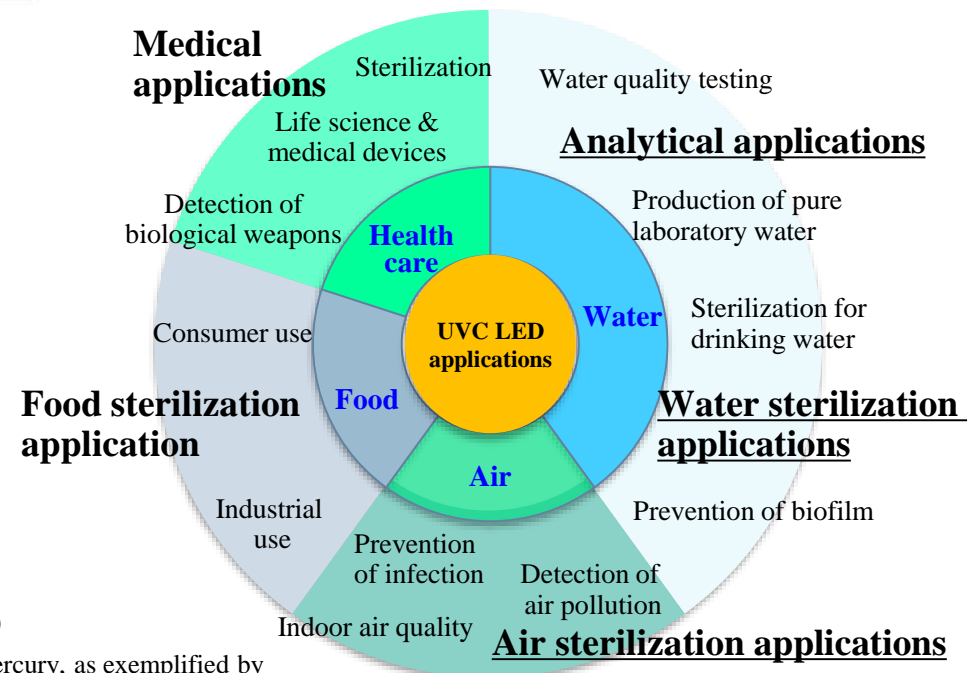 Medical
applications
Sterilization
Life science &
medical devices
Detection of
biological weapons
Health
care
Water quality testing
Analytical applications
Production of pure
laboratory water
Water
Sterilization for
drinking water
Water sterilization
applications
Prevention of biofilm
UVC LED
applications
Consumer use
Food
Food sterilization
application
Industrial
use
Air
Prevention
of infection
Detection of
air pollution
Indoor air quality
Air sterilization applications
)
as exemplified by